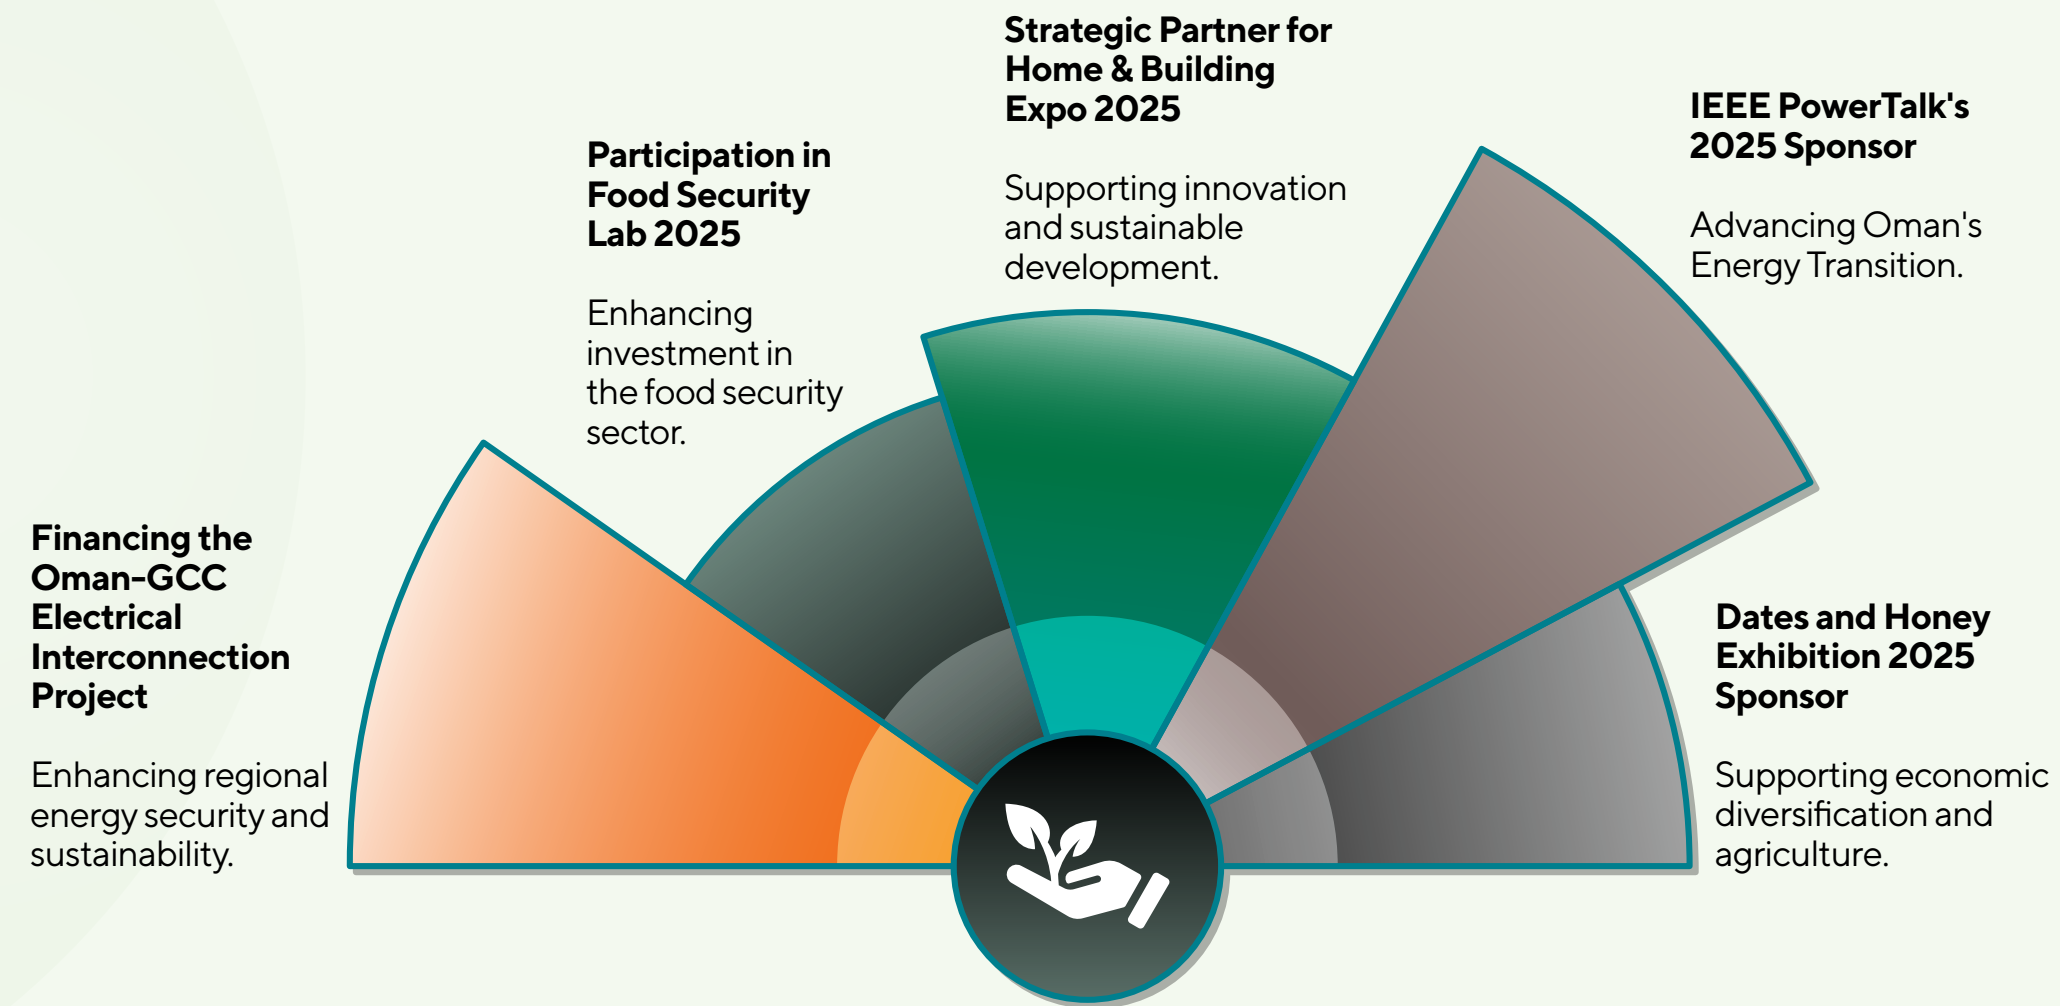 Financing the
Oman-GCC
Electrical
Interconnection
Project
Enhancing regional
energy security and
sustainability.
Participation in
Food Security
Lab 2025
Enhancing
investment in
the food security
sector.
Strategic Partner for
Home & Building
Expo 2025
Supporting innovation
and sustainable
development.
IEEE PowerTalk's
2025 Sponsor
Advancing Oman's
Energy Transition.
Dates and Honey
Exhibition 2025
Sponsor
Supporting economic
diversification and
agriculture.